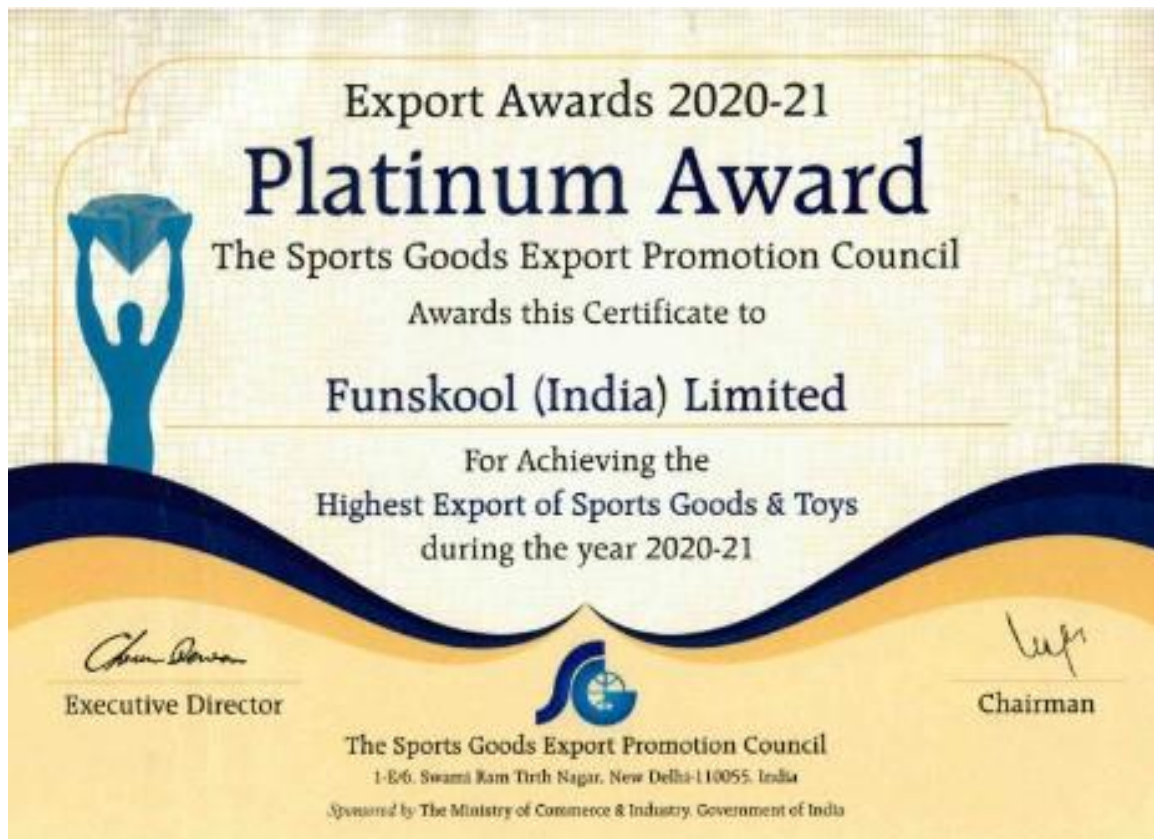 Export Awards 2020-21
Platinum Award
The Sports Goods Export Promotion Council
Awards this Certificate to
Funskool (India) Limited
For Achieving the
Highest Export of Sports Goods & Toys
during the year 2020-21
Executive Director
Chairman
The Sports Goods Export Promotion Council
1-E/6, Swami Ram Tirth Nagar, New Delhi-110055, India
Sponsored by The Ministry of Commerce & Industry, Government of India